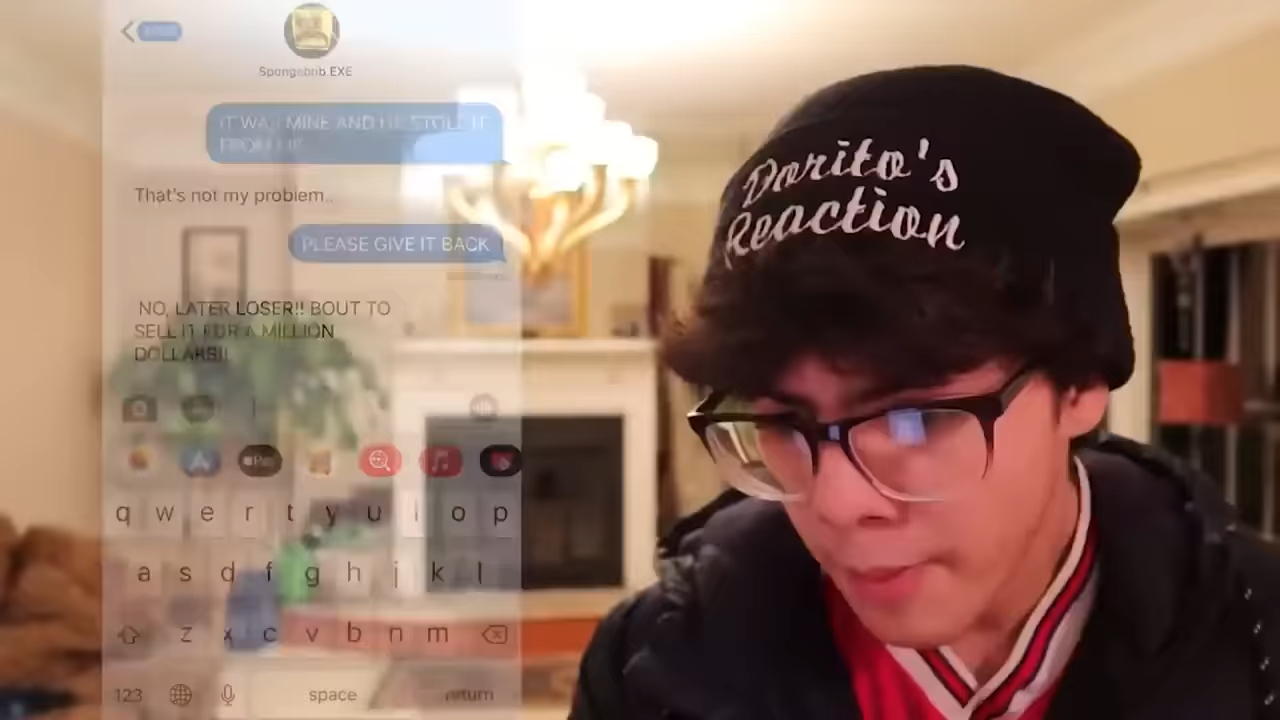 Spongebob.EXE
IT WAS MINE AND HE STOLE IT
FROM ME
That's not my problem..
PLEASE GIVE IT BACK
NO, LATER LOSER!! BOUT TO
SELL IT FOR A MILLION
DOLLARS!!
Pay
q w e r t y u i o p
a s d f g h j k l
z x c v b n m
123 space return
Dorito's
Reaction